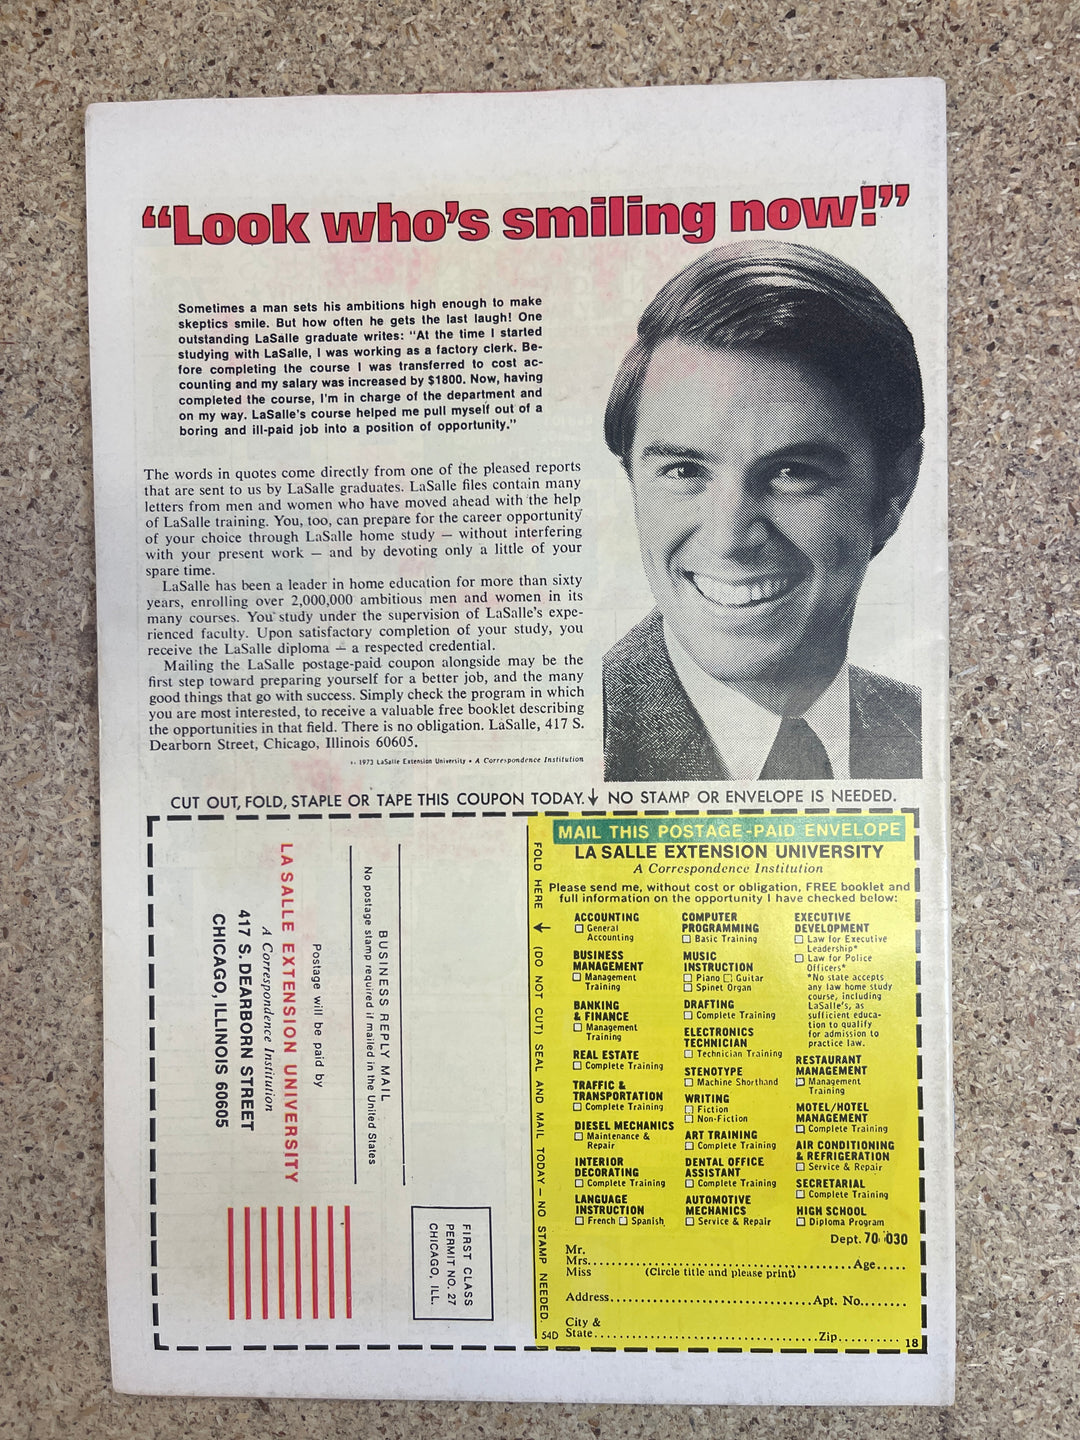 “Look who’s smiling now!”
Sometimes a man sets his ambitions high enough to make
skeptics smile. But how often he gets the last laugh! One
outstanding LaSalle graduate writes: “At the time I started
studying with LaSalle, I was working as a factory clerk. Be-
fore completing the course I was transferred to cost ac-
counting and my salary was increased by $1800. Now, having
completed the course, I’m in charge of the department and
on my way. LaSalle’s course helped me pull myself out of a
boring and ill-paid job into a position of opportunity.”
The words in quotes come directly from one of the pleased reports
that are sent to us by LaSalle graduates. LaSalle files contain many
letters from men and women who have moved ahead with the help
of LaSalle training. You, too, can prepare for the career opportunity
of your choice through LaSalle home study — without interfering
with your present work — and by devoting only a little of your
spare time.
LaSalle has been a leader in home education for more than sixty
years, enrolling over 2,000,000 ambitious men and women in its
many courses. You study under the supervision of LaSalle’s expe-
rienced faculty. Upon satisfactory completion of your study, you
receive the LaSalle diploma — a respected credential.
Mailing the LaSalle postage-paid coupon alongside may be the
first step toward preparing yourself for a better job, and the many
good things that go with success. Simply check the program in which
you are most interested, to receive a valuable free booklet describing
the opportunities in that field. There is no obligation. LaSalle, 417 S.
Dearborn Street, Chicago, Illinois 60605.
1973 LaSalle Extension University • A Correspondence Institution
CUT OUT, FOLD, STAPLE OR TAPE THIS COUPON TODAY. ↓ NO STAMP OR ENVELOPE IS NEEDED.
FIRST CLASS
PERMIT NO. 27
CHICAGO, ILL.
BUSINESS REPLY MAIL
No postage stamp required if mailed in the United States
Postage will be paid by
LA SALLE EXTENSION UNIVERSITY
A Correspondence Institution
417 S. DEARBORN STREET
CHICAGO, ILLINOIS 60605
FOLD HERE ← (DO NOT CUT) SEAL AND MAIL TODAY — NO STAMP NEEDED.
54D
MAIL THIS POSTAGE-PAID ENVELOPE
LA SALLE EXTENSION UNIVERSITY
A Correspondence Institution
Please send me, without cost or obligation, FREE booklet and
full information on the opportunity I have checked below:
ACCOUNTING
☐ General
Accounting
BUSINESS
MANAGEMENT
☐ Management
Training
BANKING
& FINANCE
☐ Management
Training
REAL ESTATE
☐ Complete Training
TRAFFIC &
TRANSPORTATION
☐ Complete Training
DIESEL MECHANICS
☐ Maintenance &
Repair
INTERIOR
DECORATING
☐ Complete Training
LANGUAGE
INSTRUCTION
☐ French ☐ Spanish
COMPUTER
PROGRAMMING
☐ Basic Training
MUSIC
INSTRUCTION
☐ Piano ☐ Guitar
☐ Spinet Organ
DRAFTING
☐ Complete Training
ELECTRONICS
TECHNICIAN
☐ Technician Training
STENOTYPE
☐ Machine Shorthand
WRITING
☐ Fiction
☐ Non-Fiction
ART TRAINING
☐ Complete Training
DENTAL OFFICE
ASSISTANT
☐ Complete Training
AUTOMOTIVE
MECHANICS
☐ Service & Repair
EXECUTIVE
DEVELOPMENT
☐ Law for Executive
Leadership*
☐ Law for Police
Officers*
*No state accepts
any law home study
course, including
LaSalle’s, as
sufficient educa-
tion to qualify
for admission to
practice law.
RESTAURANT
MANAGEMENT
☐ Management
Training
MOTEL/HOTEL
MANAGEMENT
☐ Complete Training
AIR CONDITIONING
& REFRIGERATION
☐ Service & Repair
SECRETARIAL
☐ Complete Training
HIGH SCHOOL
☐ Diploma Program
Dept. 70 030
Mr.
Mrs.......................................................Age.....
Miss (Circle title and please print)
Address........................................Apt. No........
City &
State............................................Zip..........
18